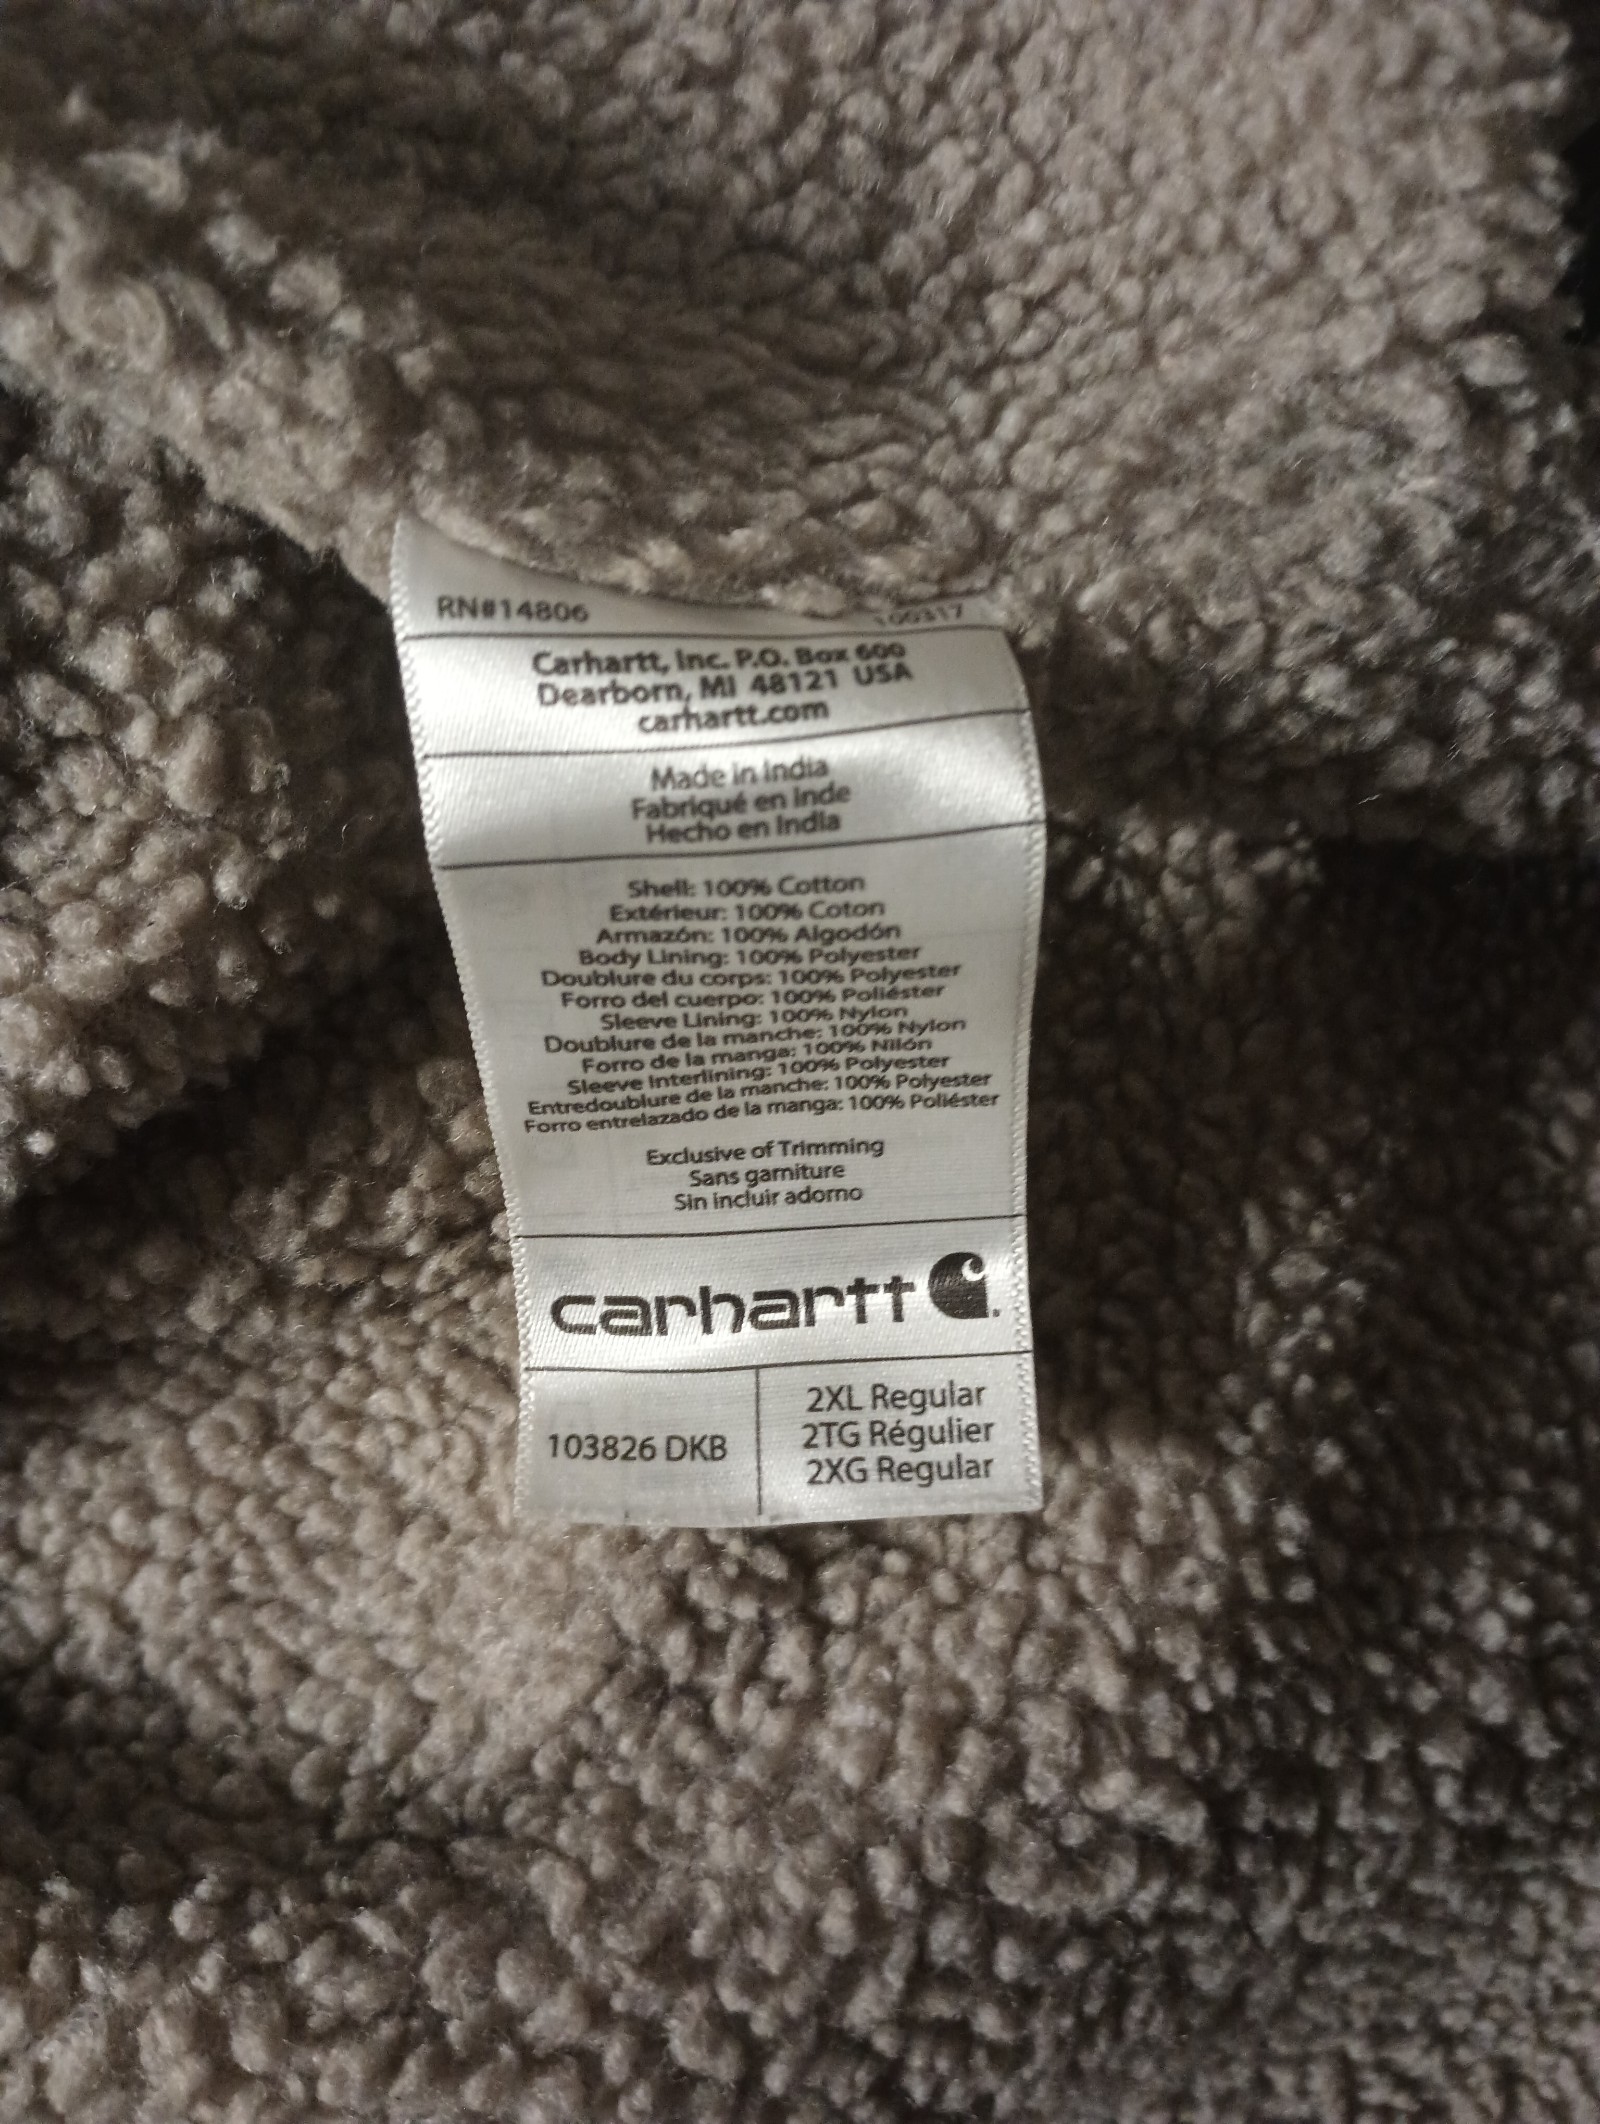 RN#14806 100317
Carhartt, Inc. P.O. Box 600
Dearborn, MI 48121 USA
carhartt.com
Made in India
Fabriqué en Inde
Hecho en India
Shell: 100% Cotton
Extérieur: 100% Coton
Armazón: 100% Algodón
Body Lining: 100% Polyester
Doublure du corps: 100% Polyester
Forro del cuerpo: 100% Poliéster
Sleeve Lining: 100% Nylon
Doublure de la manche: 100% Nylon
Forro de la manga: 100% Nilón
Sleeve Interlining: 100% Polyester
Entredoublure de la manche: 100% Polyester
Forro entrelazado de la manga: 100% Poliéster
Exclusive of Trimming
Sans garniture
Sin incluir adorno
carhartt
103826 DKB
2XL Regular
2TG Régulier
2XG Regular